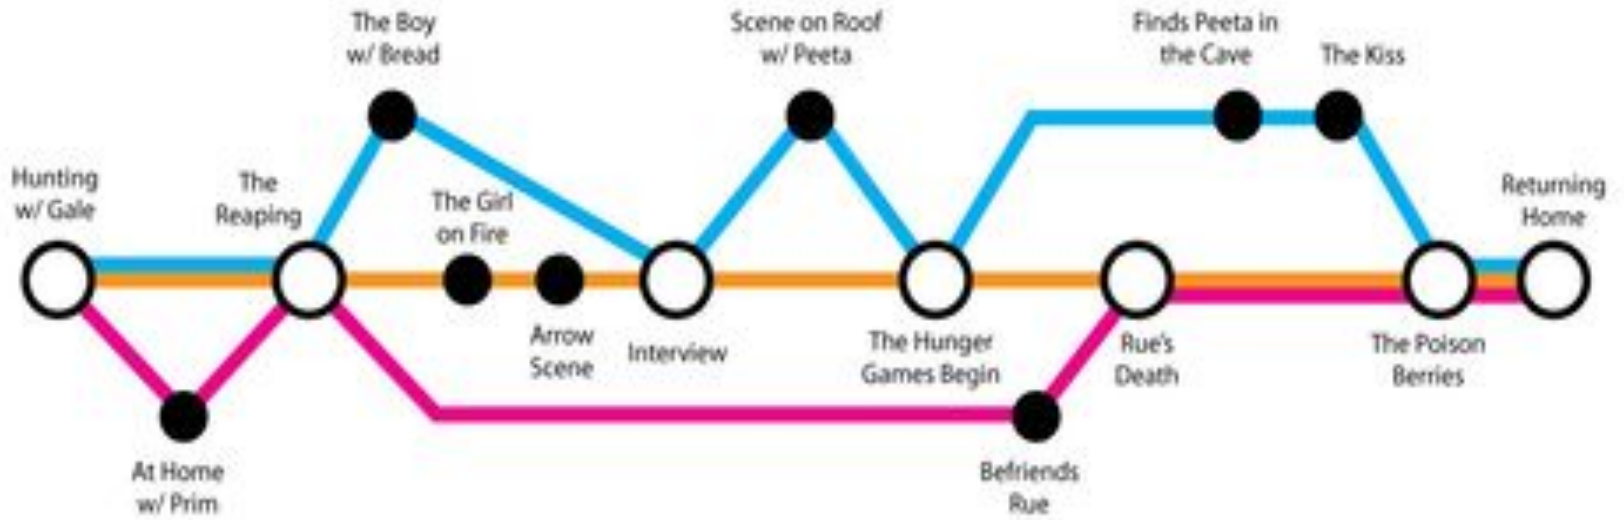 The Boy
w/ Bread
Scene on Roof
w/ Peeta
Finds Peeta in
the Cave
The Kiss
Hunting
w/ Gale
The
Reaping
The Girl
on Fire
Returning
Home
Arrow
Scene
Interview
The Hunger
Games Begin
Rue's
Death
The Poison
Berries
At Home
w/ Prim
Befriends
Rue